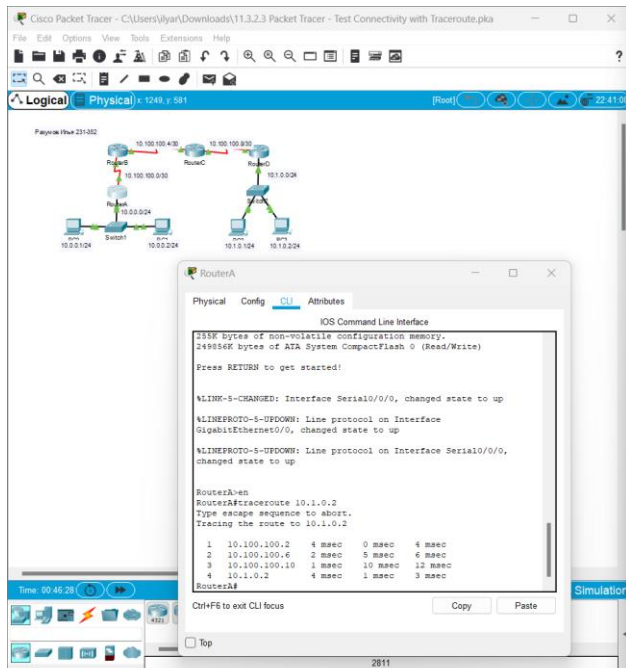 Cisco Packet Tracer - C:\Users\ilyar\Downloads\11.3.2.3 Packet Tracer - Test Connectivity with Traceroute.pka
File Edit Options View Tools Extensions Help
?
Logical Physical x: 1249, y: 581 [Root] 22:41:00
Разумов Илья 231-352
10.100.100.4/30 10.100.100.8/30
RouterB RouterC RouterD
10.100.100.0/30 10.1.0.0/24
RouterA
10.0.0.0/24
Switch1
10.0.0.1/24 10.0.0.2/24 10.1.0.1/24 10.1.0.2/24
RouterA
Physical Config CLI Attributes
IOS Command Line Interface
255K bytes of non-volatile configuration memory.
249856K bytes of ATA System CompactFlash 0 (Read/Write)
Press RETURN to get started!
%LINK-5-CHANGED: Interface Serial0/0/0, changed state to up
%LINEPROTO-5-UPDOWN: Line protocol on Interface
GigabitEthernet0/0, changed state to up
%LINEPROTO-5-UPDOWN: Line protocol on Interface Serial0/0/0,
changed state to up
RouterA>en
RouterA#traceroute 10.1.0.2
Type escape sequence to abort.
Tracing the route to 10.1.0.2
1 10.100.100.2 4 msec 0 msec 4 msec
2 10.100.100.6 2 msec 5 msec 6 msec
3 10.100.100.10 1 msec 10 msec 12 msec
4 10.1.0.2 4 msec 1 msec 3 msec
RouterA#
Ctrl+F6 to exit CLI focus Copy Paste
Top
Time: 00:46:28 Simulation
4321
2811